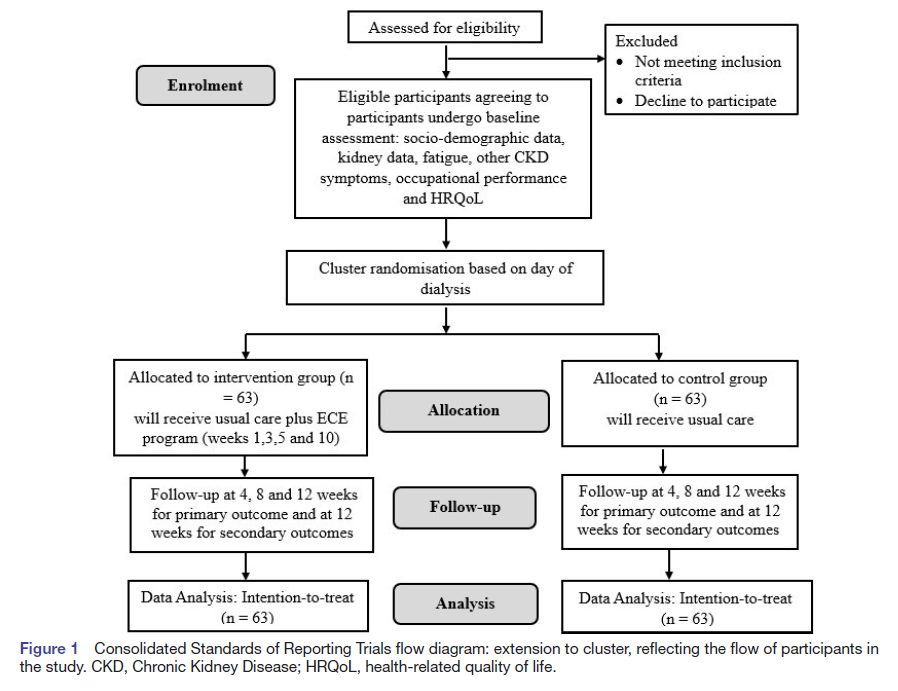 Assessed for eligibility
Excluded
• Not meeting inclusion
criteria
• Decline to participate
Enrolment
Eligible participants agreeing to
participants undergo baseline
assessment: socio-demographic data,
kidney data, fatigue, other CKD
symptoms, occupational performance
and HRQoL
Cluster randomisation based on day of
dialysis
Allocated to intervention group (n
= 63)
will receive usual care plus ECE
program (weeks 1,3,5 and 10)
Allocation
Allocated to control group
(n = 63)
will receive usual care
Follow-up at 4, 8 and 12 weeks
for primary outcome and at 12
weeks for secondary outcomes
Follow-up
Follow-up at 4, 8 and 12 weeks
for primary outcome and at 12
weeks for secondary outcomes
Data Analysis: Intention-to-treat
(n = 63)
Analysis
Data Analysis: Intention-to-treat
(n = 63)
Figure 1 Consolidated Standards of Reporting Trials flow diagram: extension to cluster, reflecting the flow of participants in
the study. CKD, Chronic Kidney Disease; HRQoL, health-related quality of life.